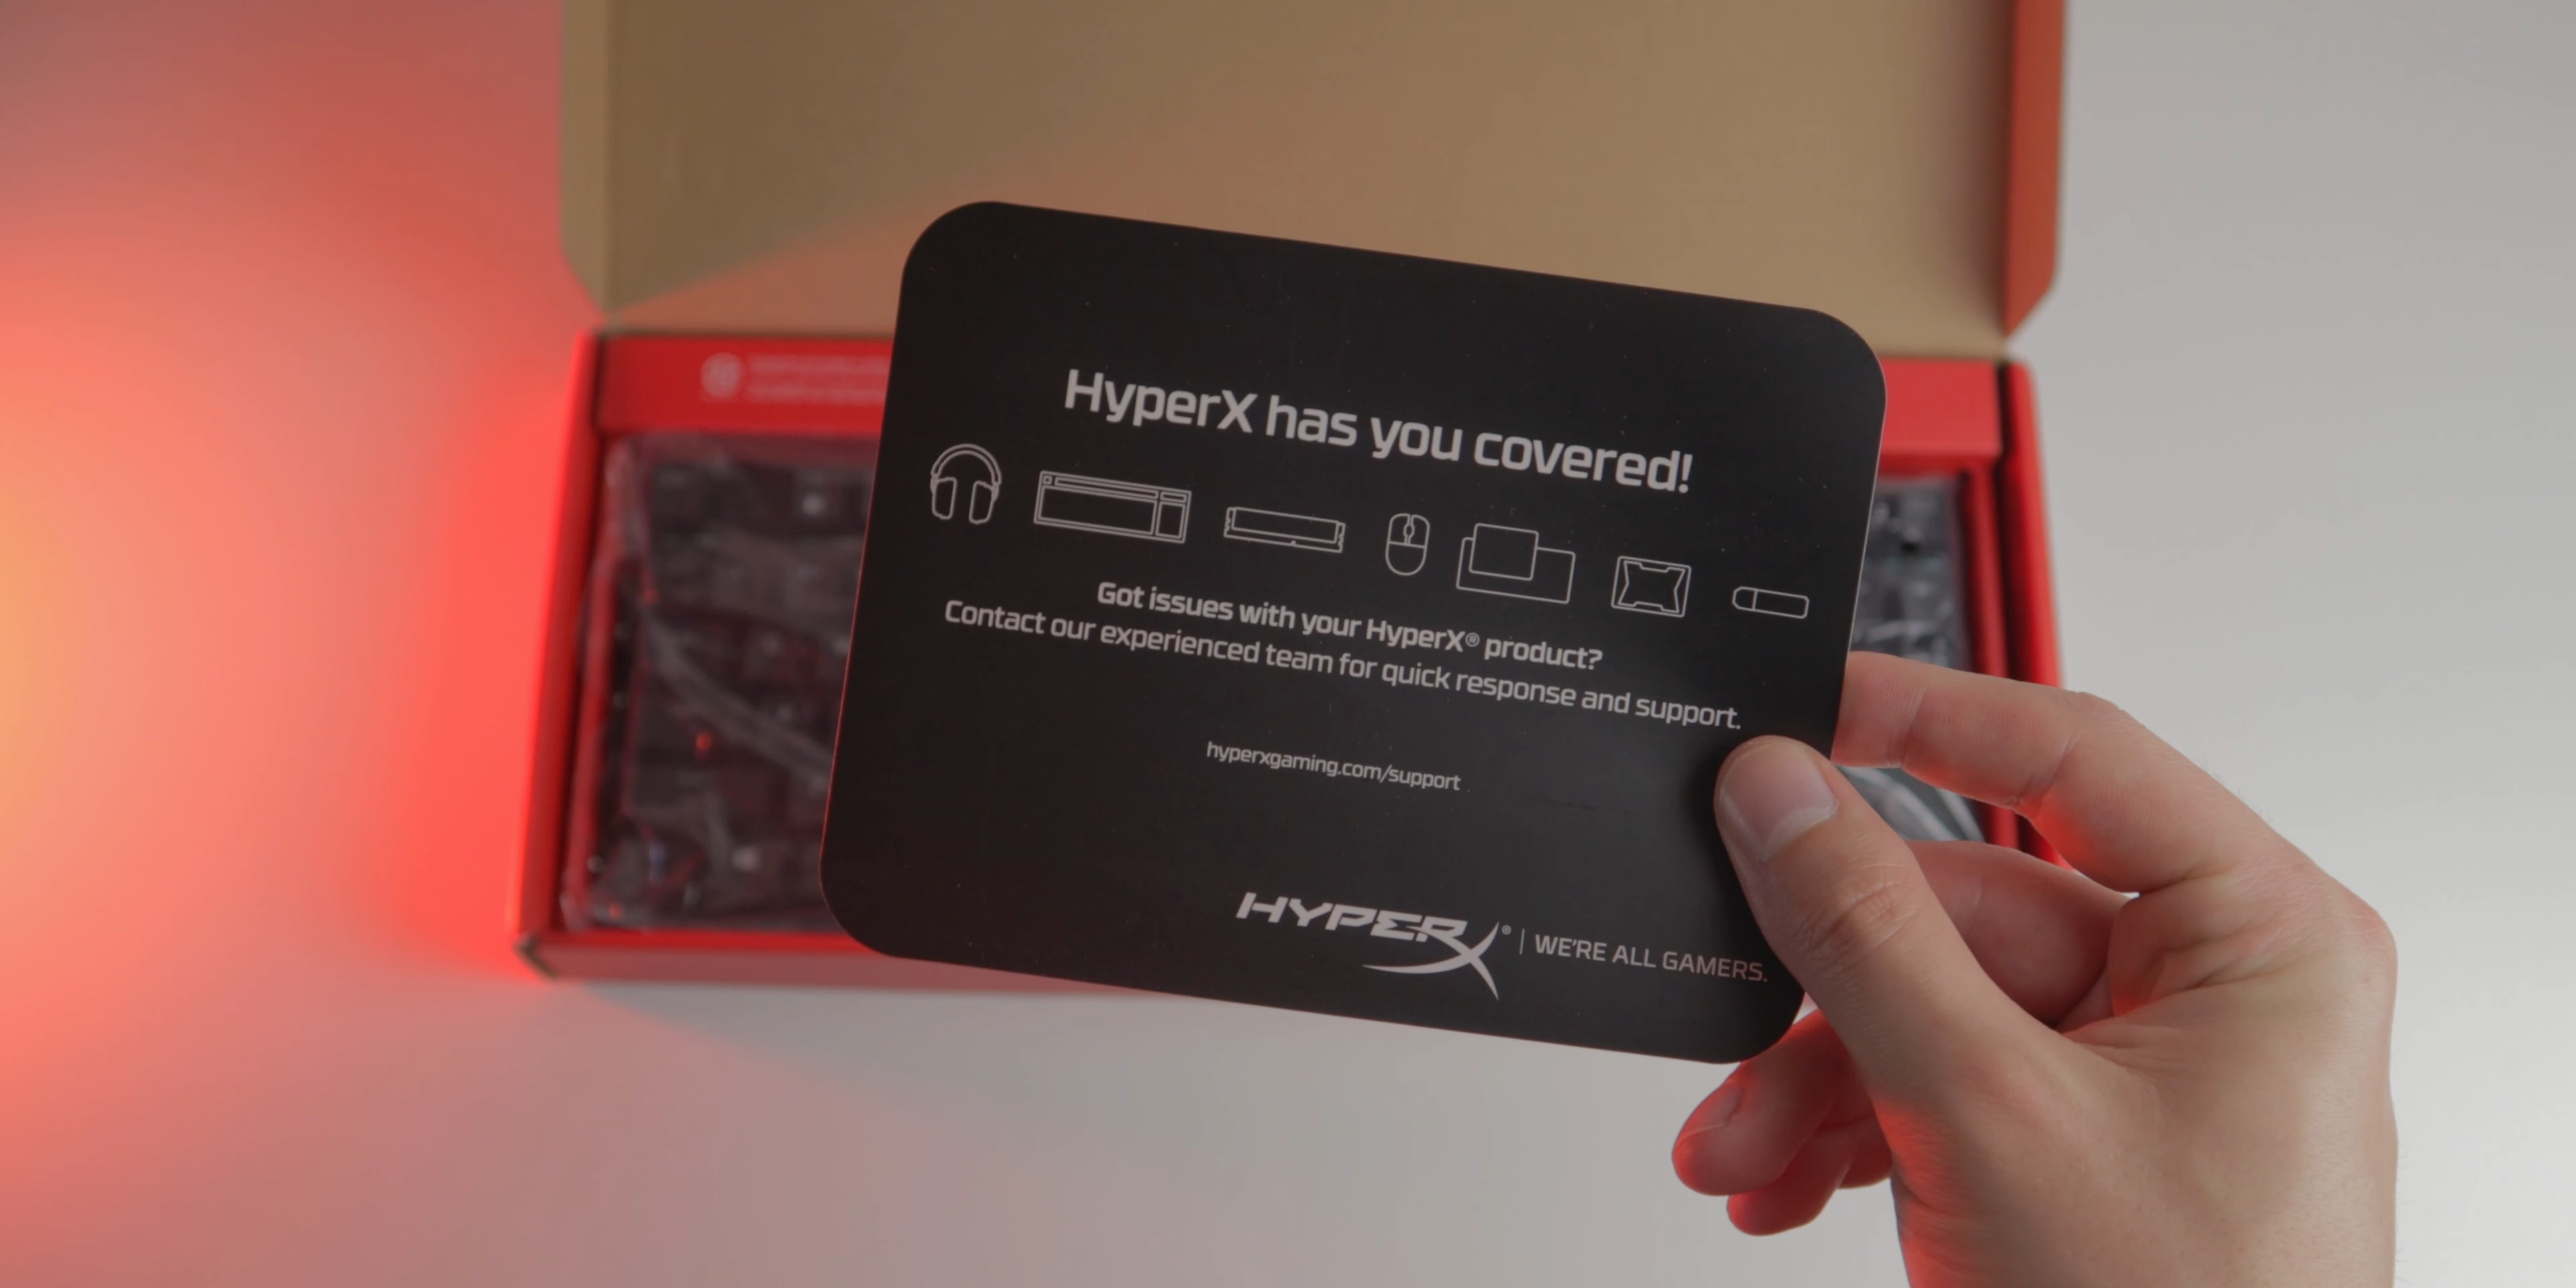 HyperX has you covered!
Got issues with your HyperX® product?
Contact our experienced team for quick response and support.
hyperxgaming.com/support
HYPERX® | WE'RE ALL GAMERS.